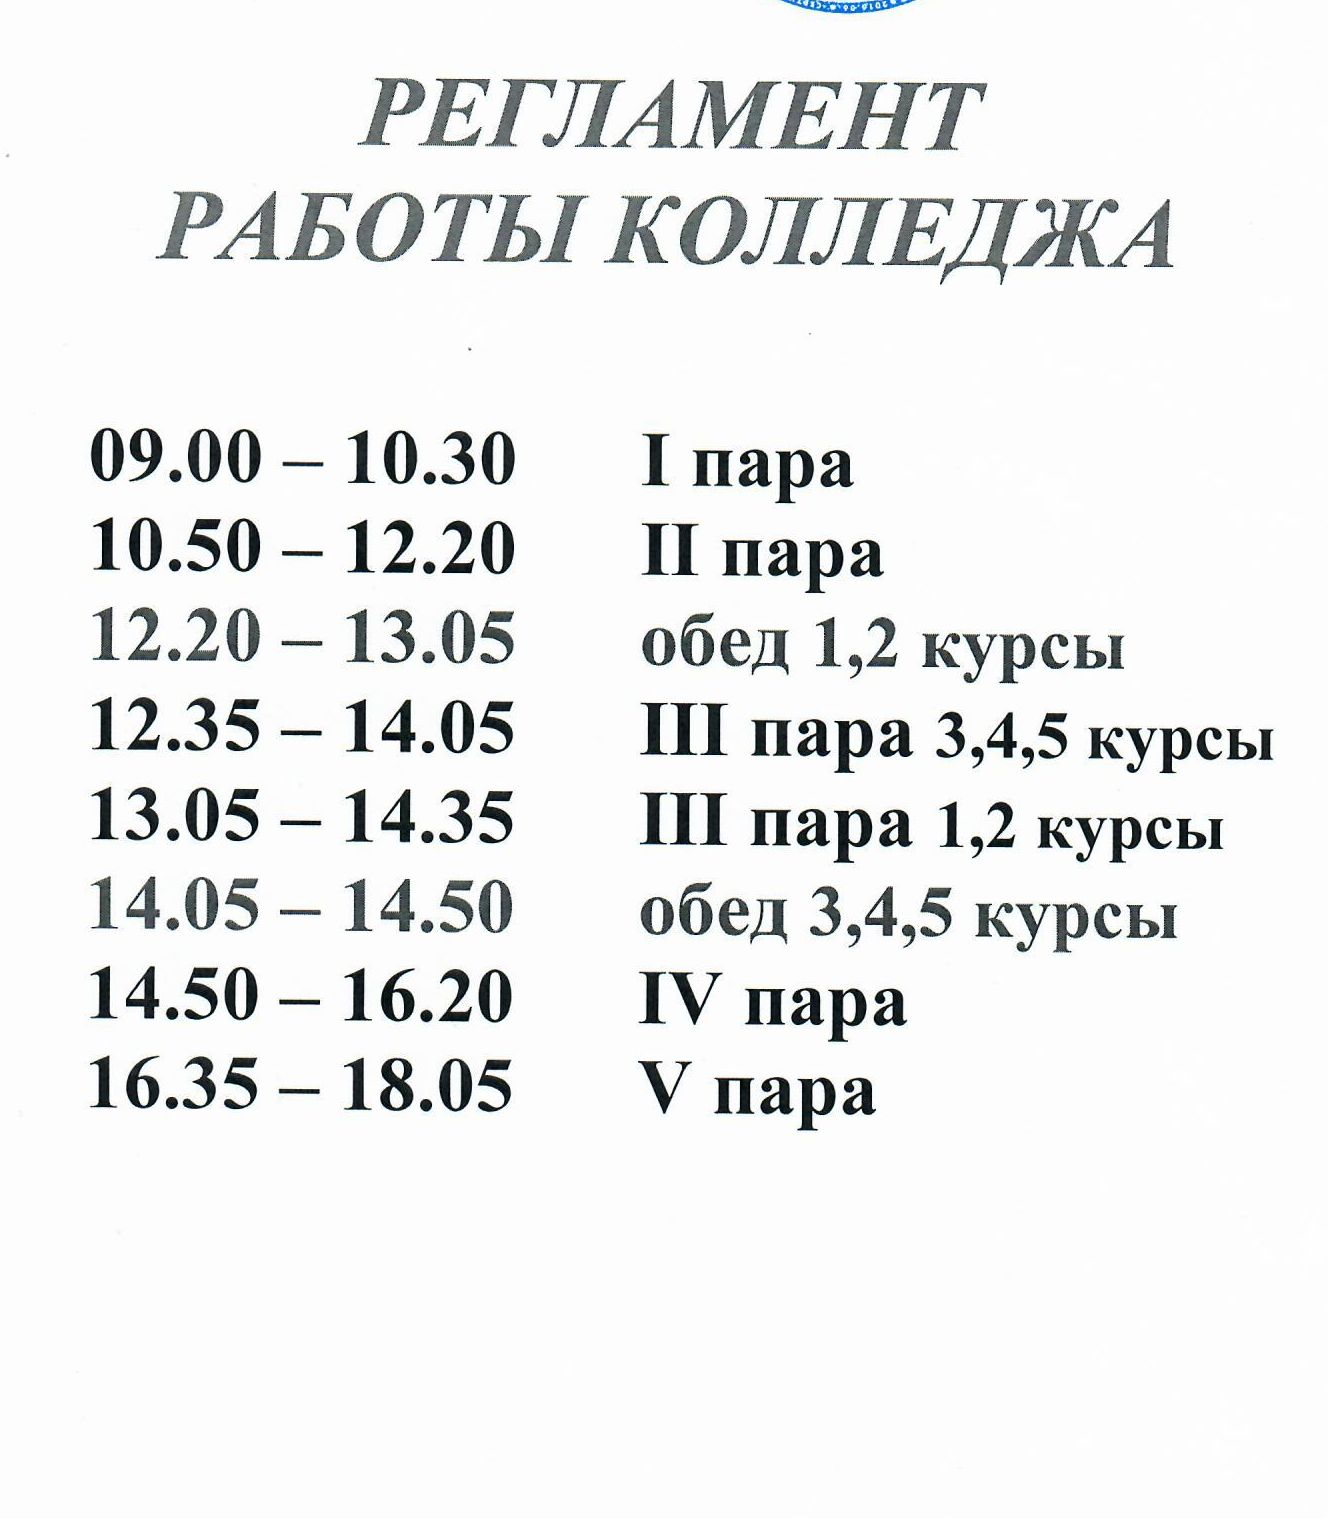 РЕГЛАМЕНТ
РАБОТЫ КОЛЛЕДЖА
09.00 – 10.30 I пара
10.50 – 12.20 II пара
12.20 – 13.05 обед 1,2 курсы
12.35 – 14.05 III пара 3,4,5 курсы
13.05 – 14.35 III пара 1,2 курсы
14.05 – 14.50 обед 3,4,5 курсы
14.50 – 16.20 IV пара
16.35 – 18.05 V пара